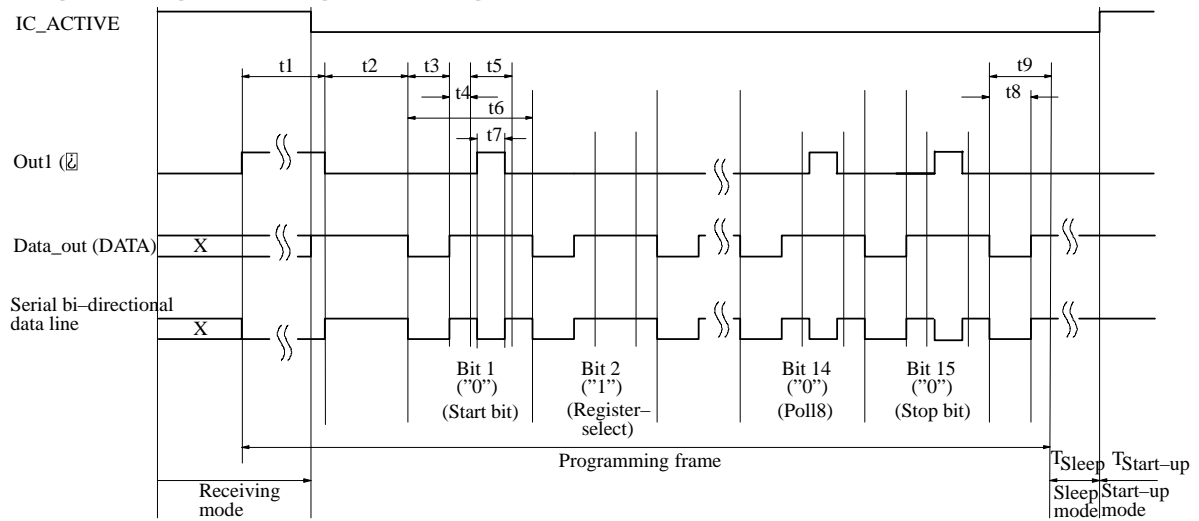 IC_ACTIVE
t1
t2
t3
t5
t9
t4
t8
t6
t7
Out1 (
Data_out (DATA)
X
Serial bi–directional
data line
X
Bit 1
("0")
(Start bit)
Bit 2
("1")
(Register–
select)
Bit 14
("0")
(Poll8)
Bit 15
("0")
(Stop bit)
Programming frame
TSleep
TStart–up
Receiving
mode
Sleep
mode
Start–up
mode